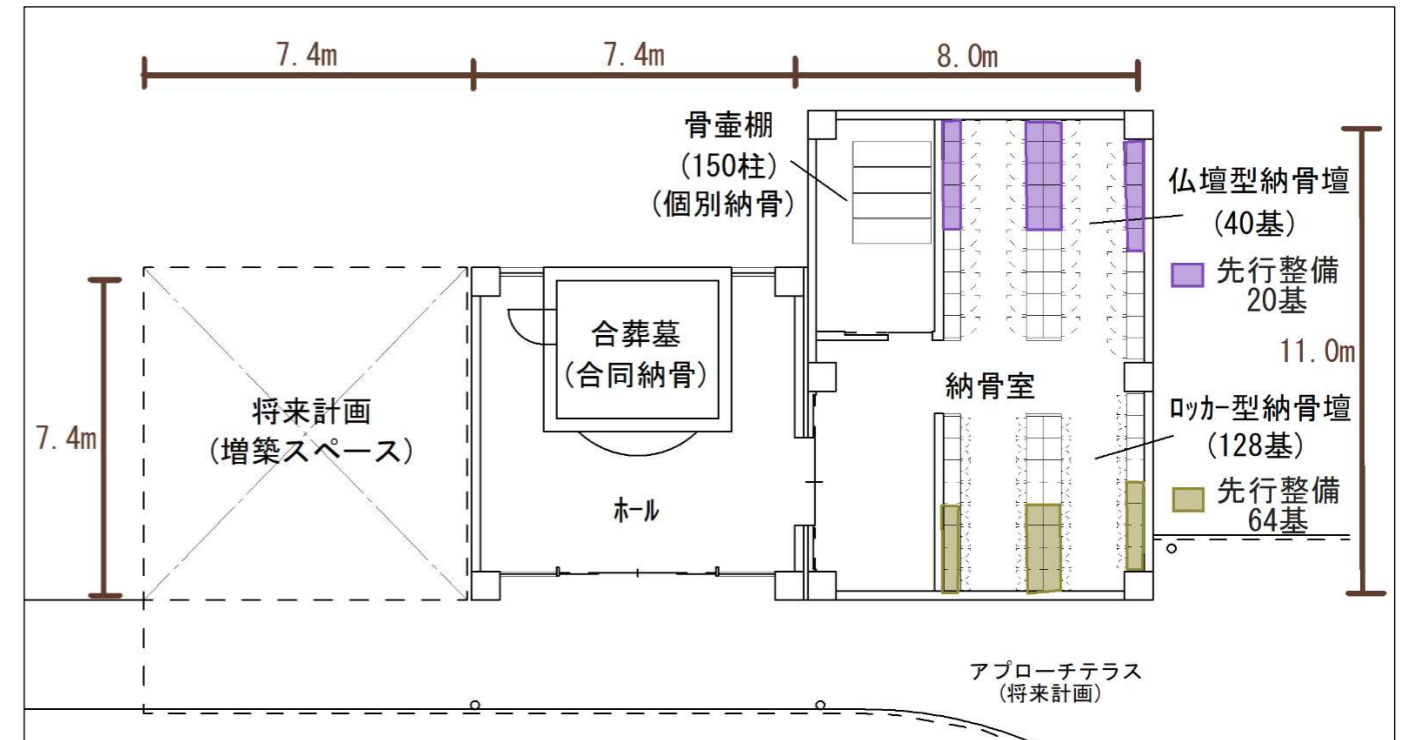 7.4m
7.4m
8.0m
骨壷棚
(150柱)
(個別納骨)
仏壇型納骨壇
(40基)
先行整備
20基
11.0m
合葬墓
(合同納骨)
納骨室
将来計画
(増築スペース)
7.4m
ロッカー型納骨壇
(128基)
先行整備
64基
ホール
アプローチテラス
(将来計画)